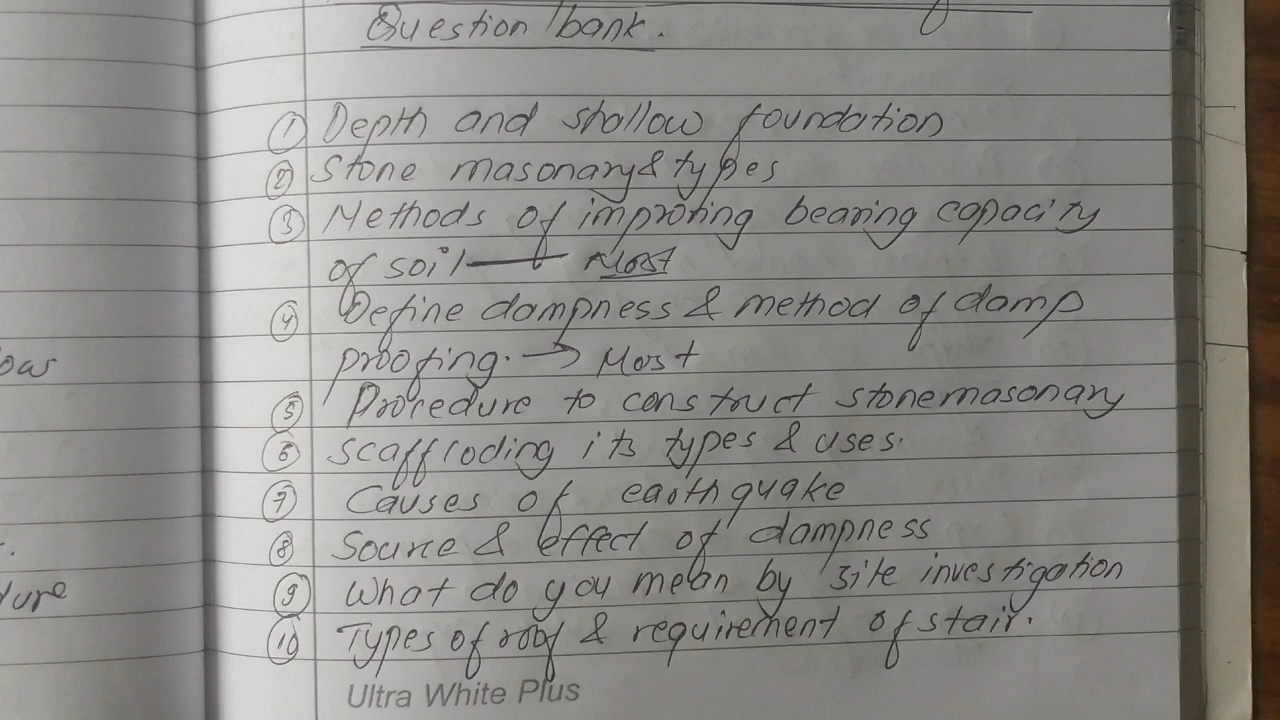 Question bank.
① Depth and shallow foundation
② Stone masonary & types
③ Methods of improving bearing capacity
of soil — Most
④ Define dampness & method of damp
proofing. → Most
⑤ Procedure to construct stonemasonary
⑥ scaffroding its types & uses.
⑦ Causes of earthquake
⑧ Source & effect of dampness
⑨ What do you mean by site investigation
⑩ Types of roof & requirement of stair.
Ultra White Plus